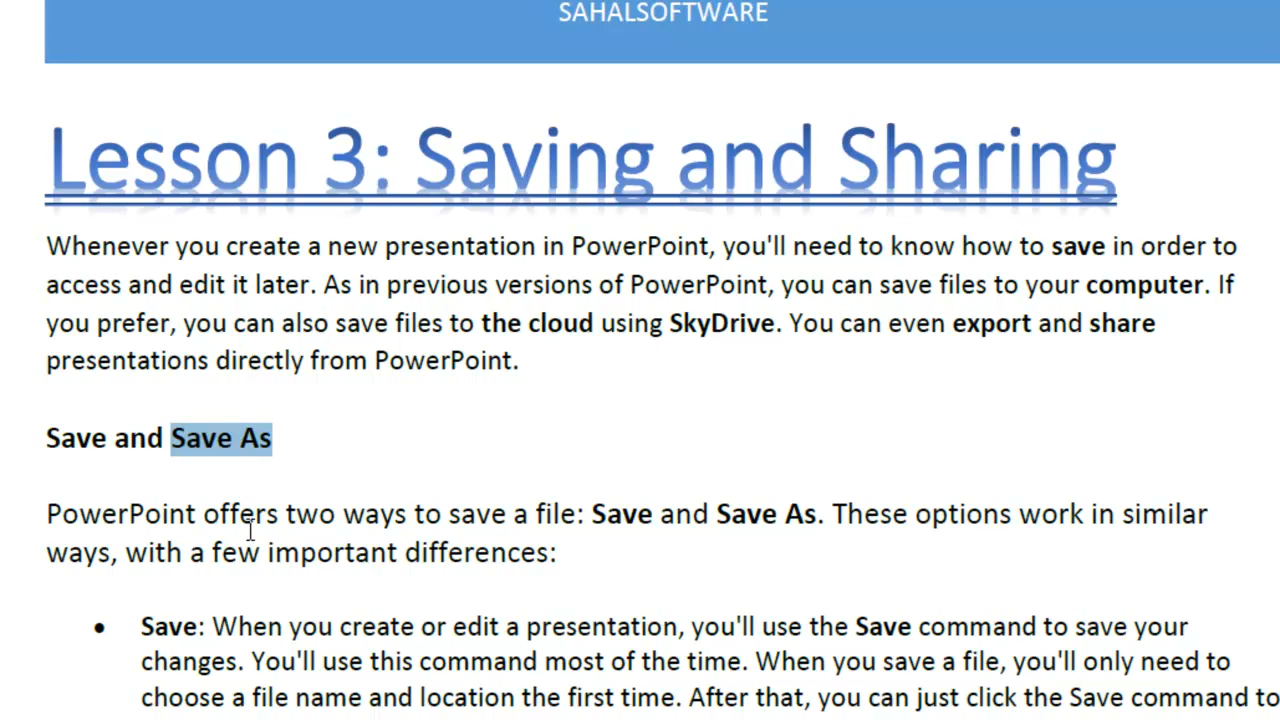 SAHALSOFTWARE
Lesson 3: Saving and Sharing
Whenever you create a new presentation in PowerPoint, you'll need to know how to save in order to
access and edit it later. As in previous versions of PowerPoint, you can save files to your computer. If
you prefer, you can also save files to the cloud using SkyDrive. You can even export and share
presentations directly from PowerPoint.
Save and Save As
PowerPoint offers two ways to save a file: Save and Save As. These options work in similar
ways, with a few important differences:
• Save: When you create or edit a presentation, you'll use the Save command to save your
changes. You'll use this command most of the time. When you save a file, you'll only need to
choose a file name and location the first time. After that, you can just click the Save command to